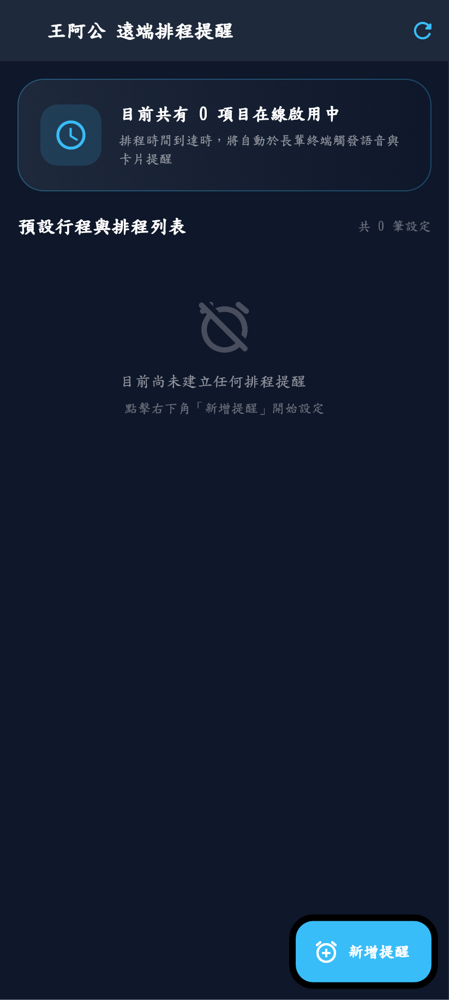 王阿公 遠端排程提醒
目前共有 0 項目在線啟用中
排程時間到達時，將自動於長輩終端觸發語音與
卡片提醒
預設行程與排程列表
共 0 筆設定
目前尚未建立任何排程提醒
點擊右下角「新增提醒」開始設定
新增提醒